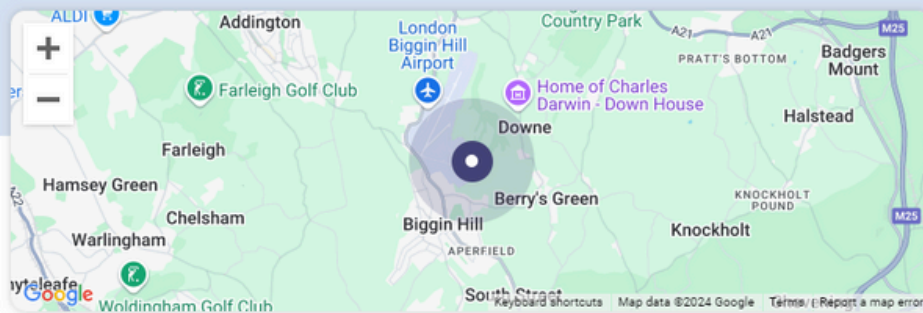 ALDI
Addington
Country Park
London
Biggin Hill
Airport
A21
A21
M25
PRATT'S BOTTOM
Badgers
Mount
+
−
Farleigh Golf Club
Home of Charles
Darwin - Down House
Downe
Halstead
Farleigh
Hamsey Green
Berry's Green
KNOCKHOLT
POUND
Chelsham
M25
Biggin Hill
Knockholt
Warlingham
APERFIELD
Google
Woldingham Golf Club
South Street
Keyboard shortcuts
Map data ©2024 Google
Terms
Report a map error